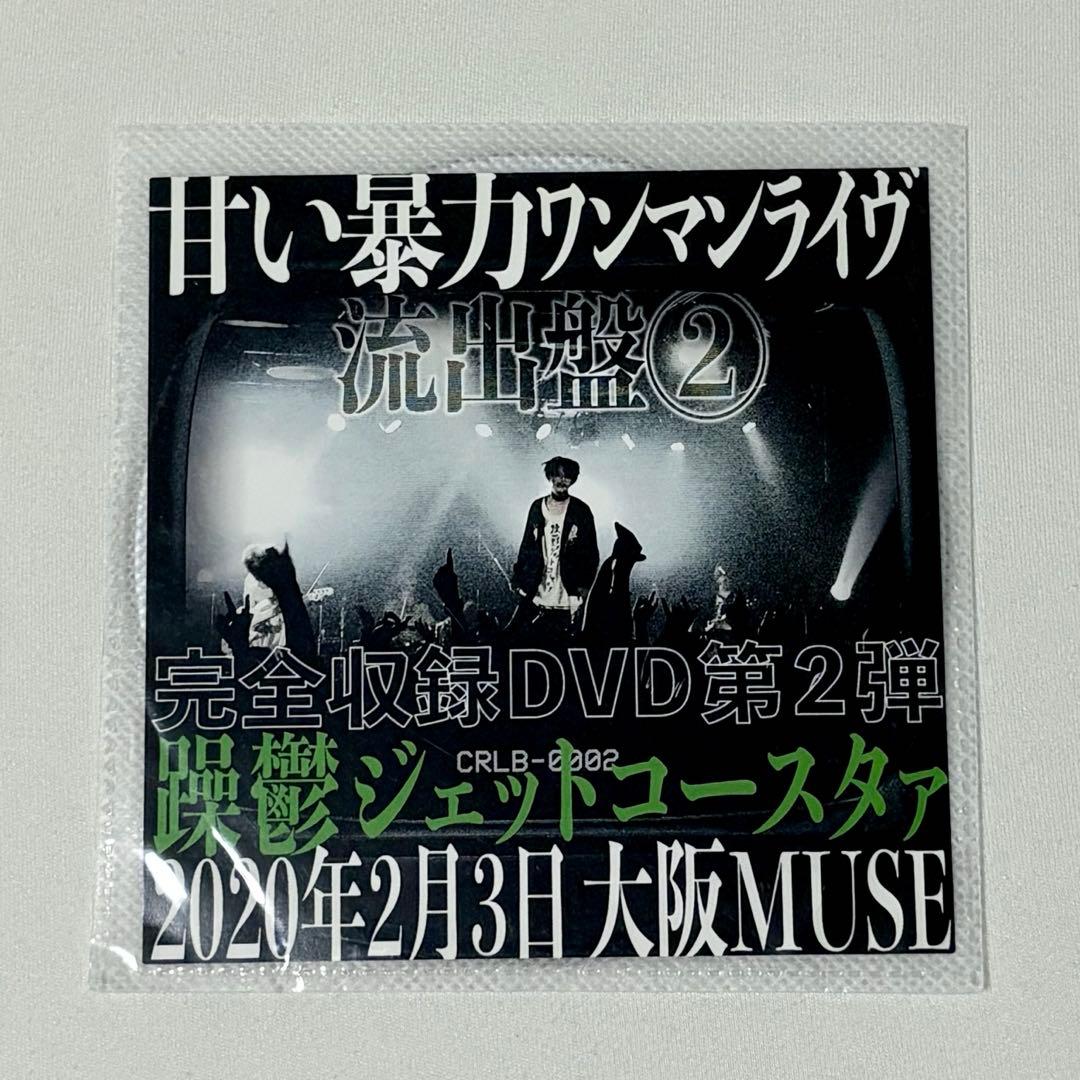 甘い暴力ワンマンライヴ
流出盤②
完全収録DVD第2弾
CRLB-0002
躁鬱ジェットコースタァ
2020年2月3日 大阪MUSE